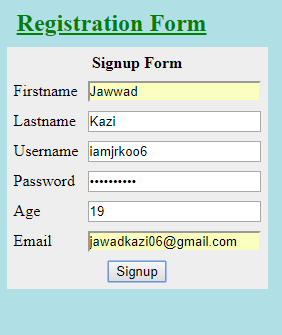 Registration Form
Signup Form
Firstname Jawwad
Lastname Kazi
Username iamjrkoo6
Password ••••••••••
Age 19
Email jawadkazi06@gmail.com
Signup